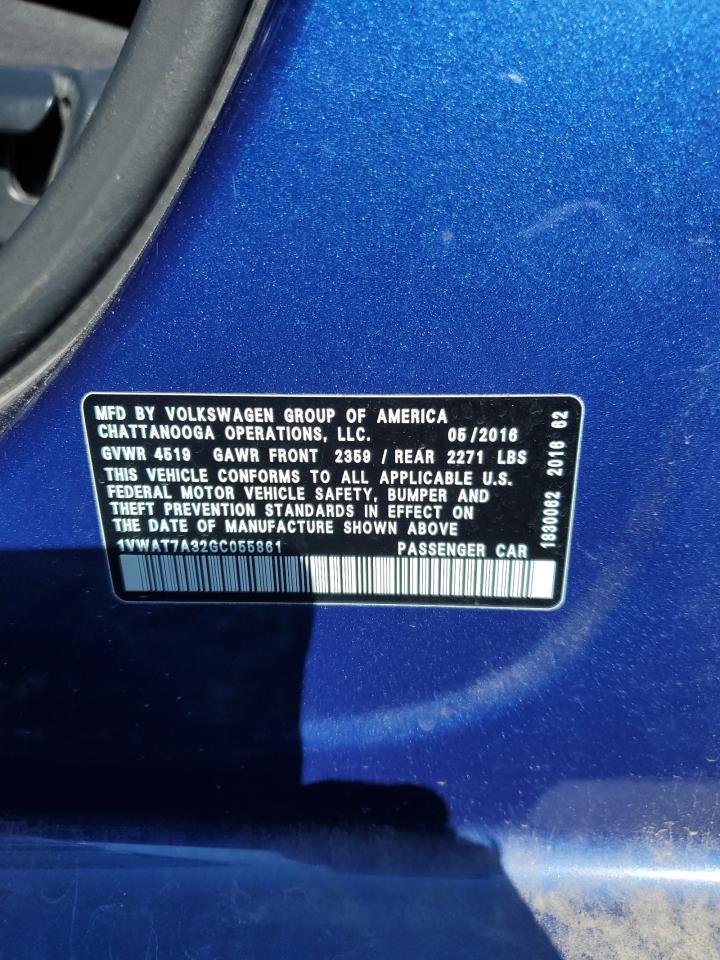 MFD BY VOLKSWAGEN GROUP OF AMERICA
CHATTANOOGA OPERATIONS, LLC. 05/2016
GVWR 4519 GAWR FRONT 2359 / REAR 2271 LBS
THIS VEHICLE CONFORMS TO ALL APPLICABLE U.S.
FEDERAL MOTOR VEHICLE SAFETY, BUMPER AND
THEFT PREVENTION STANDARDS IN EFFECT ON
THE DATE OF MANUFACTURE SHOWN ABOVE
1VWAT7A32GC055861 PASSENGER CAR
1830062 2016 62